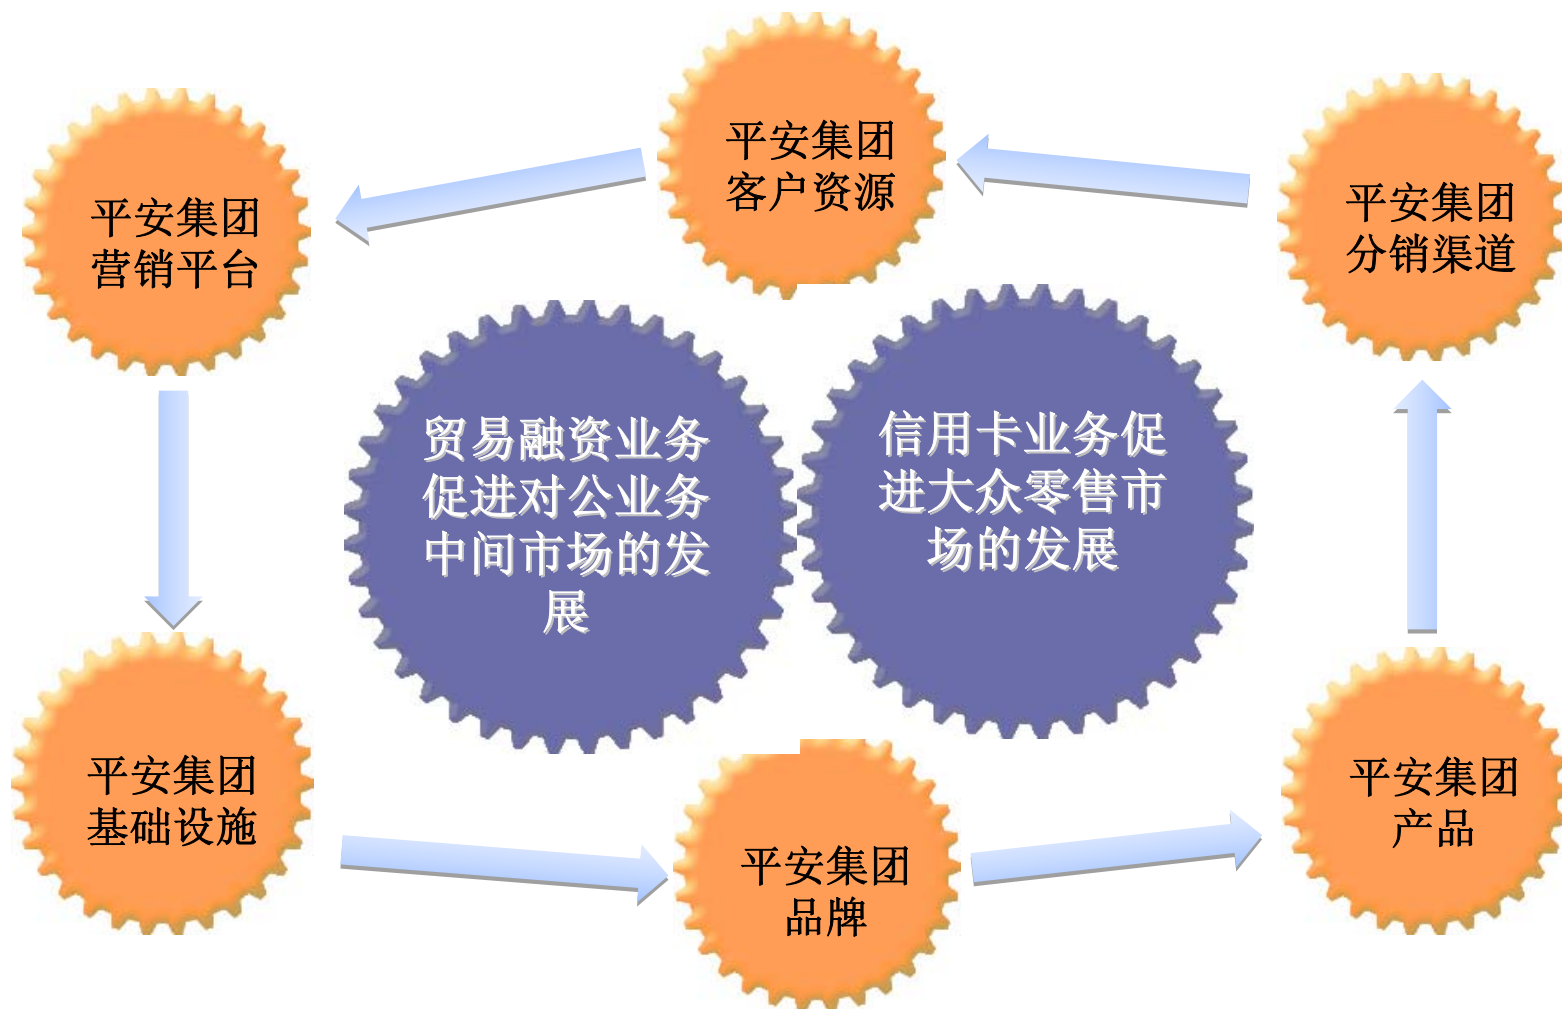 平安集团
客户资源
平安集团
营销平台
平安集团
分销渠道
贸易融资业务
促进对公业务
中间市场的发
展
信用卡业务促
进大众零售市
场的发展
平安集团
基础设施
平安集团
品牌
平安集团
产品